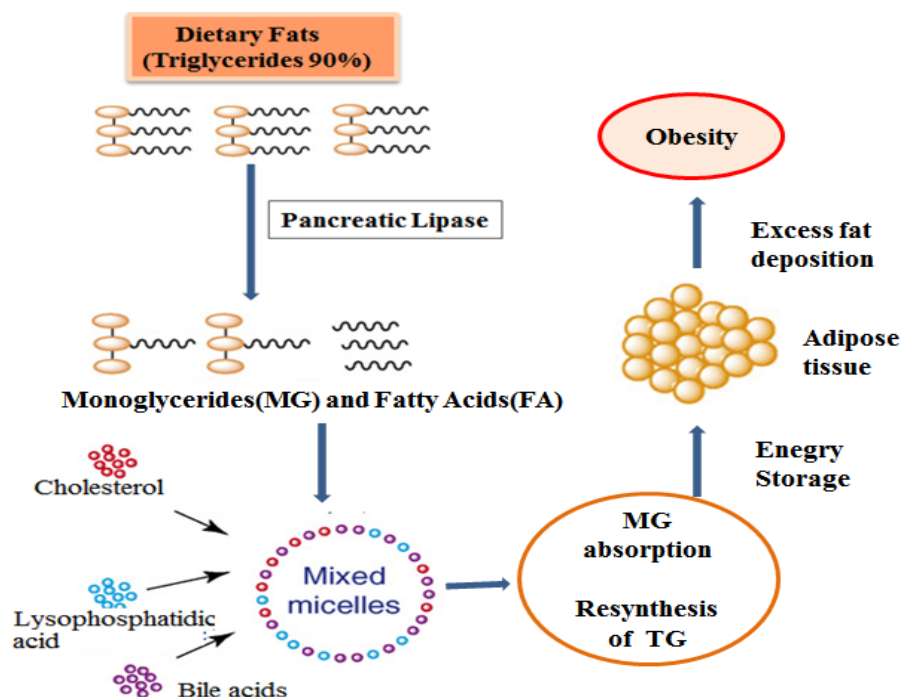 Dietary Fats
(Triglycerides 90%)
Pancreatic Lipase
Monoglycerides(MG) and Fatty Acids(FA)
Cholesterol
Lysophosphatidic
acid
Bile acids
Mixed
micelles
MG
absorption
Resynthesis
of TG
Enegry
Storage
Adipose
tissue
Excess fat
deposition
Obesity